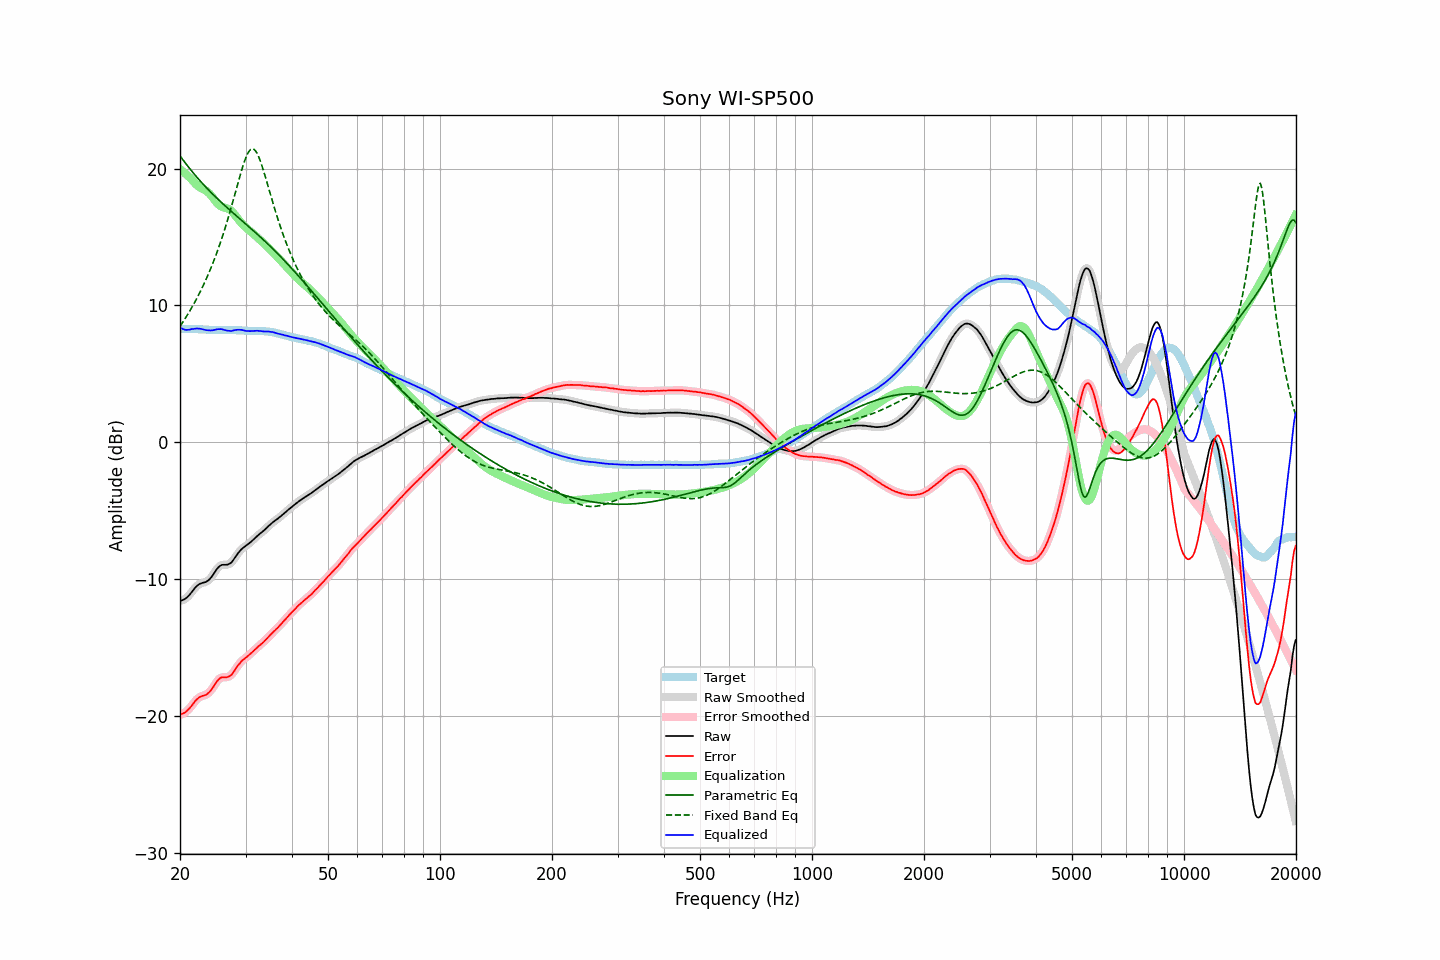 Sony WI-SP500
Amplitude (dBr)
20
10
0
−10
−20
−30
Target
Raw Smoothed
Error Smoothed
Raw
Error
Equalization
Parametric Eq
Fixed Band Eq
Equalized
20 50 100 200 500 1000 2000 5000 10000 20000
Frequency (Hz)